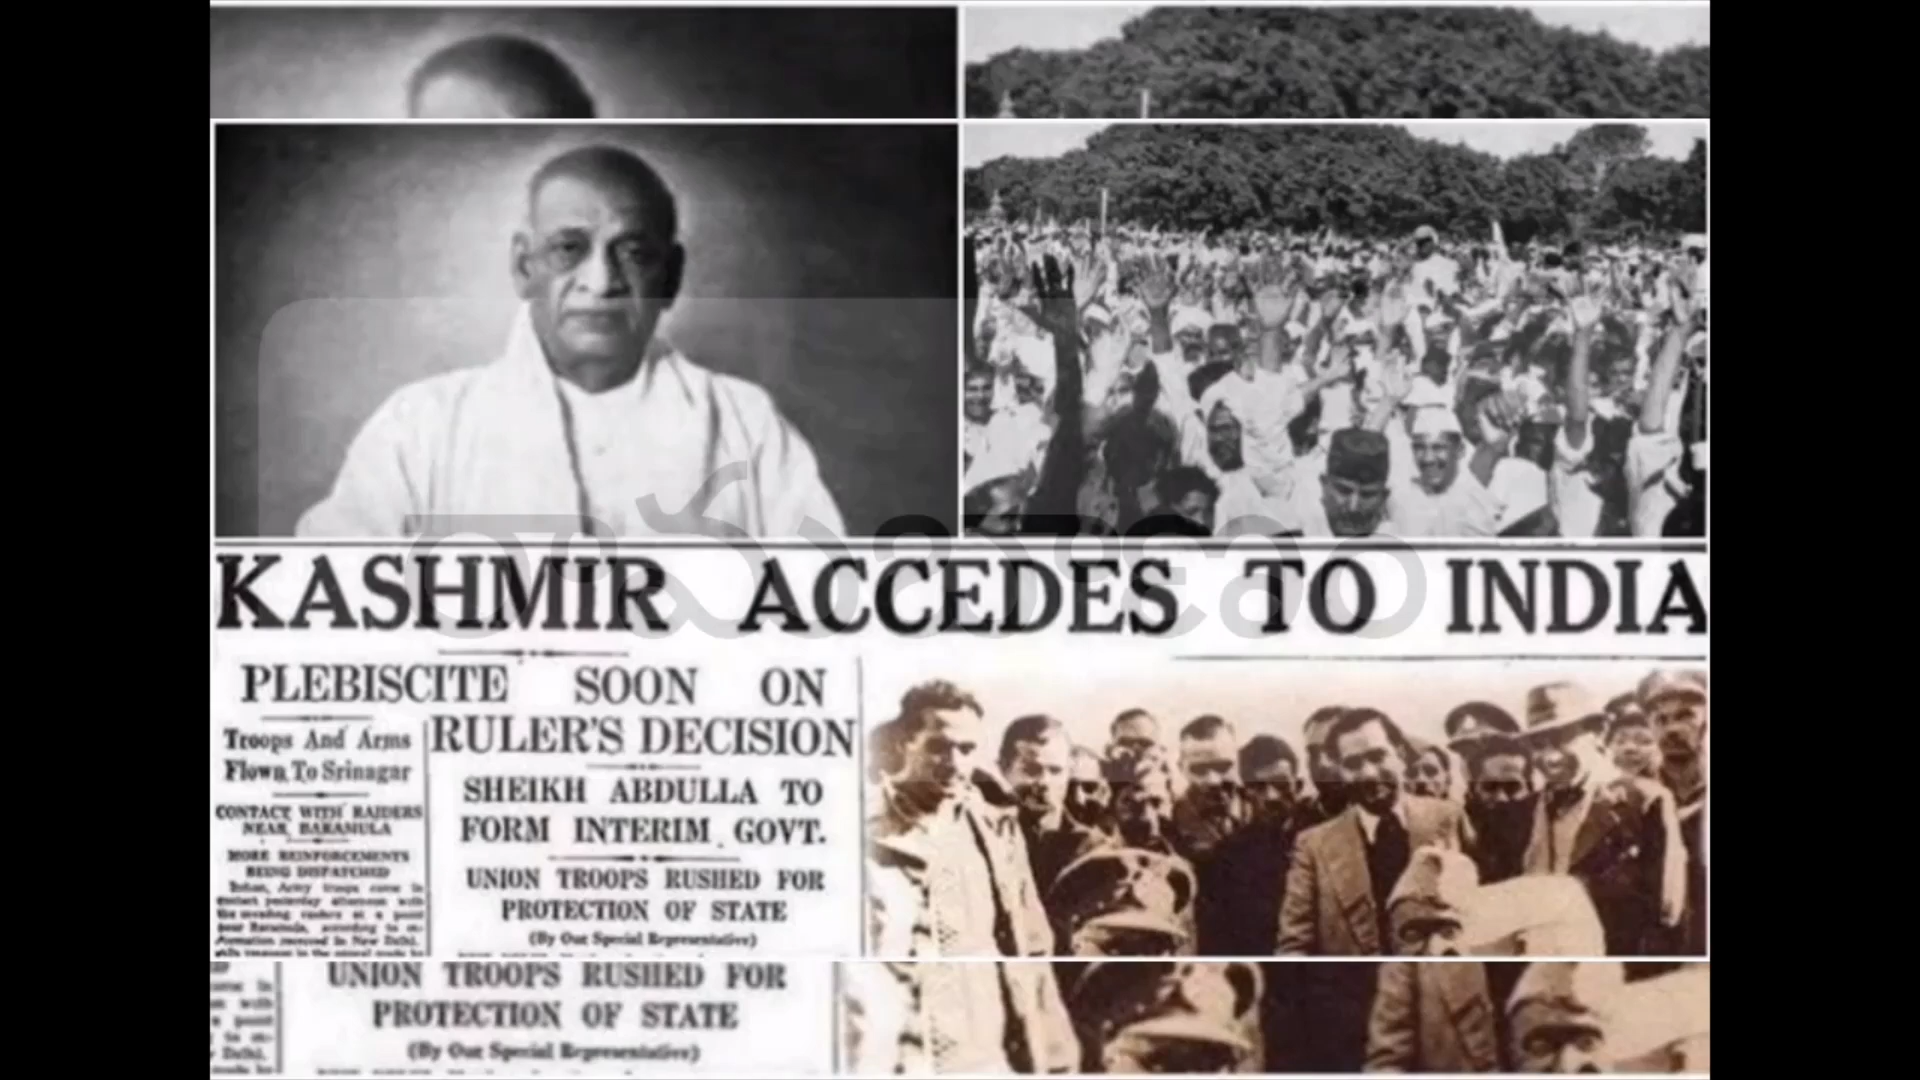 KASHMIR ACCEDES TO INDIA
PLEBISCITE SOON ON
RULER'S DECISION
Troops And Arms
Flown To Srinagar
CONTACT WITH RAIDERS
NEAR BARAMULA
MORE REINFORCEMENTS
BEING DISPATCHED
SHEIKH ABDULLA TO
FORM INTERIM GOVT.
UNION TROOPS RUSHED FOR
PROTECTION OF STATE
(By Our Special Representative)
UNION TROOPS RUSHED FOR
PROTECTION OF STATE
(By Our Special Representative)